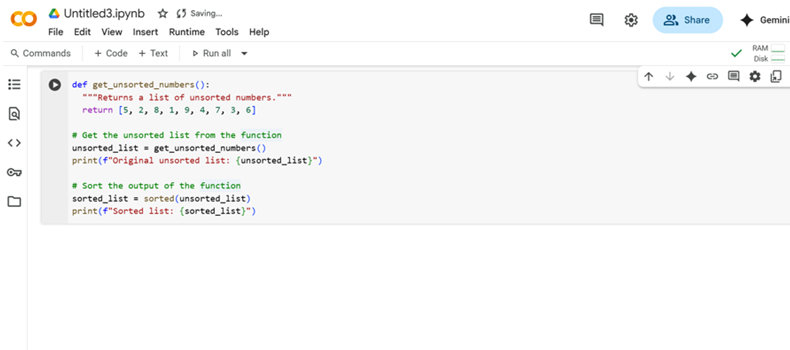 Untitled3.ipynb Saving...
Share Gemini
File Edit View Insert Runtime Tools Help
Commands + Code + Text Run all RAM
Disk
def get_unsorted_numbers():
"""Returns a list of unsorted numbers."""
return [5, 2, 8, 1, 9, 4, 7, 3, 6]
# Get the unsorted list from the function
unsorted_list = get_unsorted_numbers()
print(f"Original unsorted list: {unsorted_list}")
# Sort the output of the function
sorted_list = sorted(unsorted_list)
print(f"Sorted list: {sorted_list}")